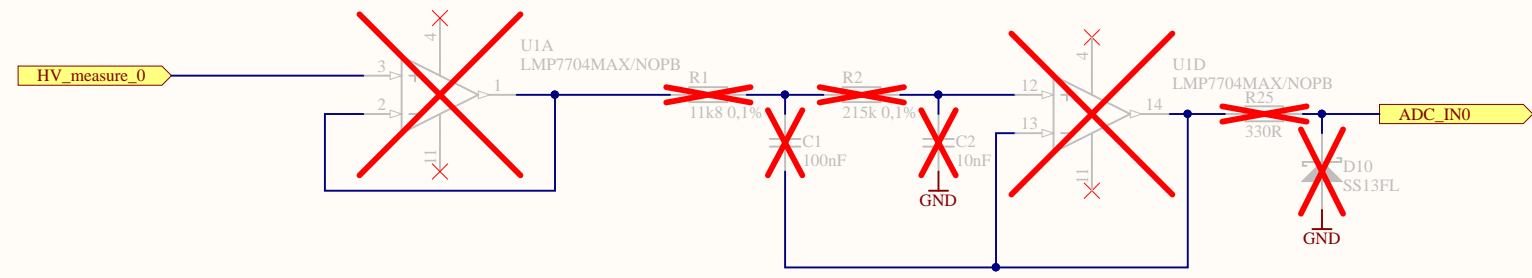 HV_measure_0
4
3
2
1
11
U1A
LMP7704MAX/NOPB
R1
11k8 0,1%
R2
215k 0,1%
C1
100nF
C2
10nF
GND
4
12
13
14
11
U1D
LMP7704MAX/NOPB
R25
330R
D10
SS13FL
GND
ADC_IN0